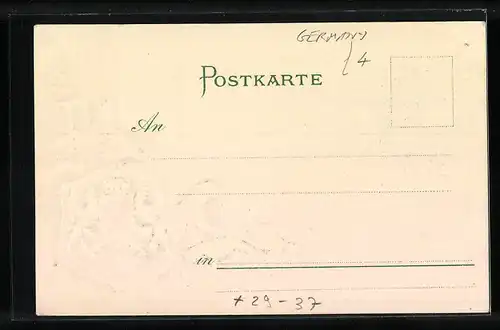 GERMANY
4
POSTKARTE
An
in
+ 29-37